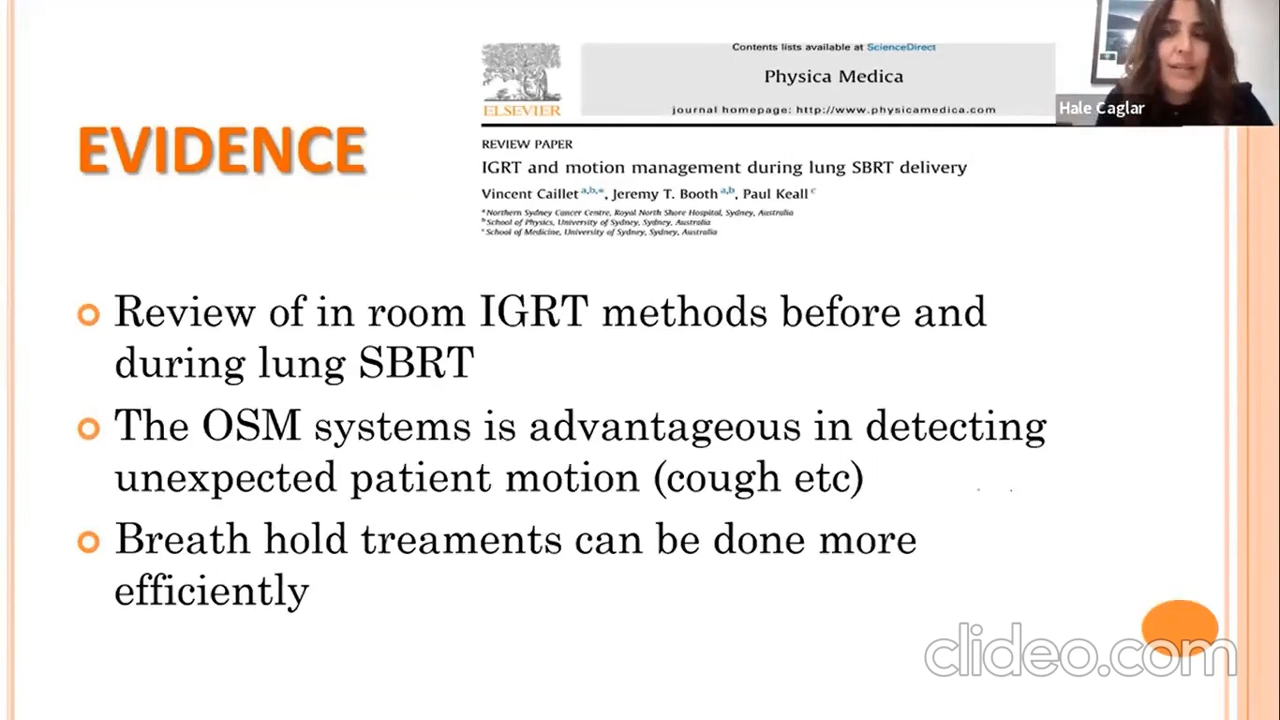 Contents lists available at ScienceDirect
Physica Medica
journal homepage: http://www.physicamedica.com
ELSEVIER
Hale Caglar
EVIDENCE
REVIEW PAPER
IGRT and motion management during lung SBRT delivery
Vincent Caillet a,b,*, Jeremy T. Booth a,b, Paul Keall c
a Northern Sydney Cancer Centre, Royal North Shore Hospital, Sydney, Australia
b School of Physics, University of Sydney, Sydney, Australia
c School of Medicine, University of Sydney, Sydney, Australia
Review of in room IGRT methods before and
during lung SBRT
The OSM systems is advantageous in detecting
unexpected patient motion (cough etc)
Breath hold treaments can be done more
efficiently
clideo.com